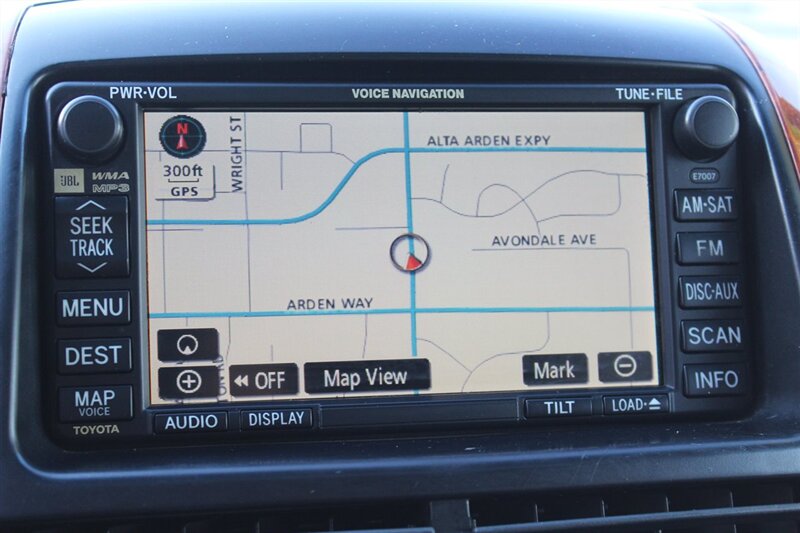 PWR·VOL
VOICE NAVIGATION
TUNE·FILE
N
300ft
GPS
WRIGHT ST
ALTA ARDEN EXPY
AVONDALE AVE
ARDEN WAY
OFF
Map View
Mark
JBL
WMA
MP3
SEEK
TRACK
MENU
DEST
MAP
VOICE
TOYOTA
E7007
AM·SAT
FM
DISC·AUX
SCAN
INFO
AUDIO
DISPLAY
TILT
LOAD·